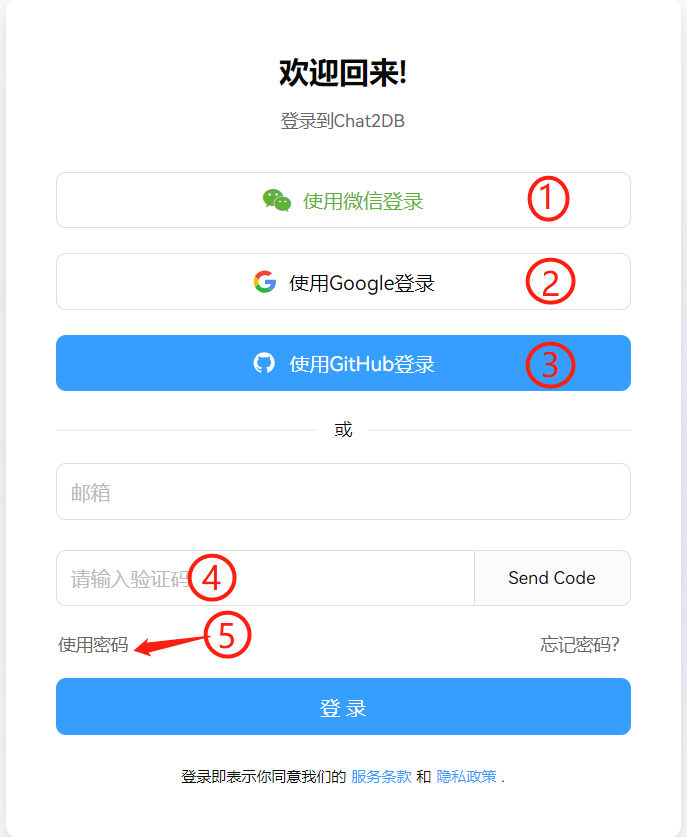 欢迎回来!
登录到Chat2DB
使用微信登录 ①
使用Google登录 ②
使用GitHub登录 ③
或
邮箱
请输入验证码 ④ Send Code
使用密码 ⑤ 忘记密码?
登 录
登录即表示你同意我们的 服务条款 和 隐私政策 .